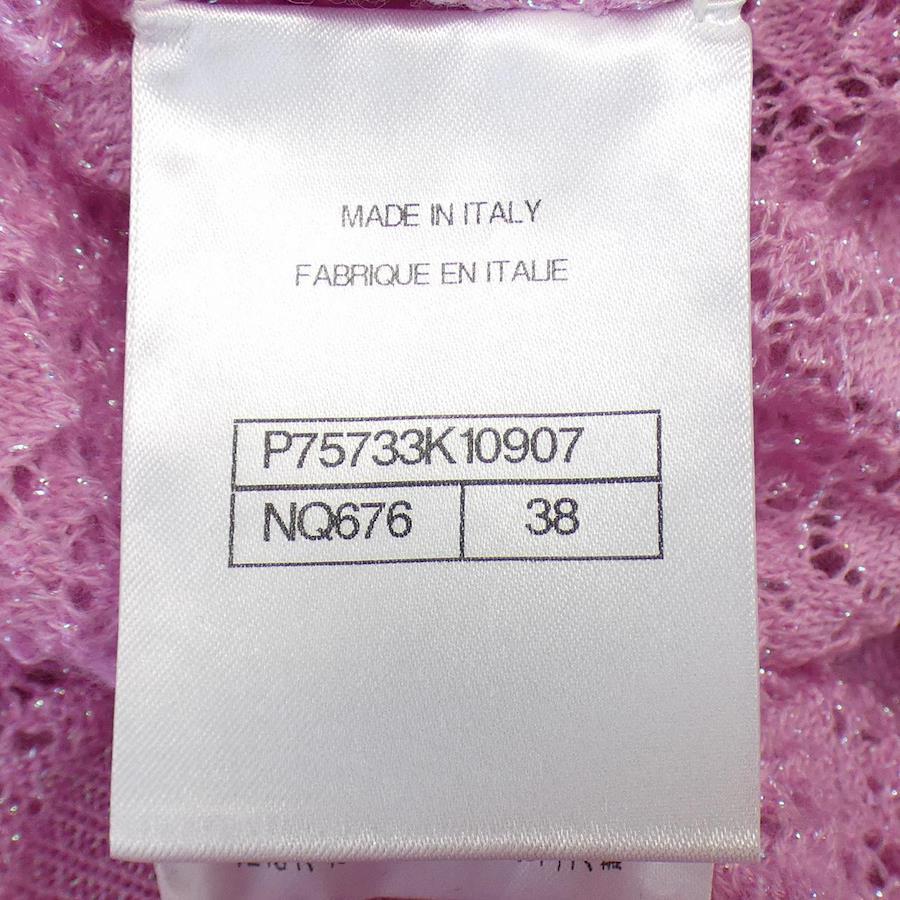 MADE IN ITALY
FABRIQUE EN ITALIE
P75733K10907
NQ676 38